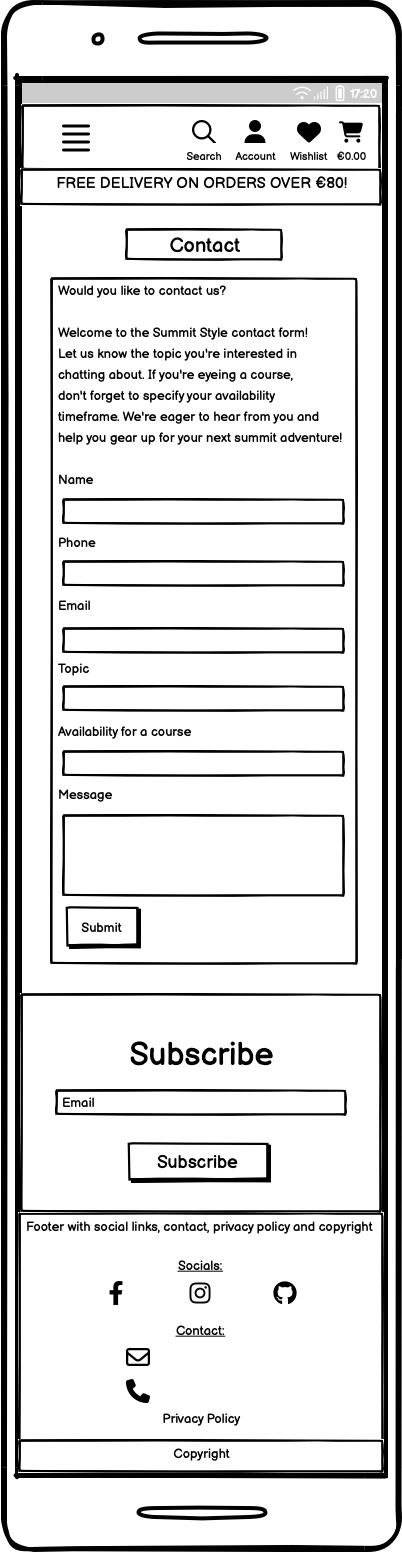 17:20
Search Account Wishlist €0.00
FREE DELIVERY ON ORDERS OVER €80!
Contact
Would you like to contact us?
Welcome to the Summit Style contact form!
Let us know the topic you're interested in
chatting about. If you're eyeing a course,
don't forget to specify your availability
timeframe. We're eager to hear from you and
help you gear up for your next summit adventure!
Name
Phone
Email
Topic
Availability for a course
Message
Submit
Subscribe
Email
Subscribe
Footer with social links, contact, privacy policy and copyright
Socials:
Contact:
Privacy Policy
Copyright